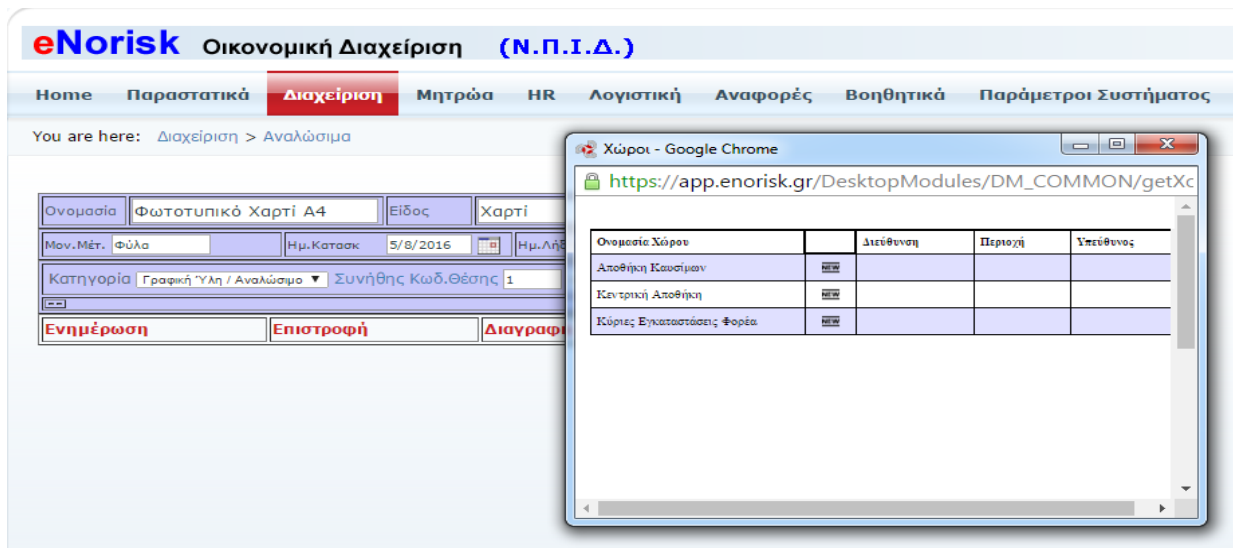 eNorisk Οικονομική Διαχείριση (Ν.Π.Ι.Δ.)
Home Παραστατικά Διαχείριση Μητρώα HR Λογιστική Αναφορές Βοηθητικά Παράμετροι Συστήματος
You are here: Διαχείριση > Αναλώσιμα
Ονομασία Φωτοτυπικό Χαρτί Α4 Είδος Χαρτί
Μον.Μέτ. Φύλα Ημ.Κατασκ 5/8/2016 Ημ.Λήξ
Κατηγορία Γραφική Ύλη / Αναλώσιμο Συνήθης Κωδ.Θέσης 1
Ενημέρωση Επιστροφή Διαγραφ
Χώροι - Google Chrome
https://app.enorisk.gr/DesktopModules/DM_COMMON/getXc
Ονομασία Χώρου Διεύθυνση Περιοχή Υπεύθυνος
Αποθήκη Καυσίμων NEW
Κεντρική Αποθήκη NEW
Κύριες Εγκαταστάσεις Φορέα NEW